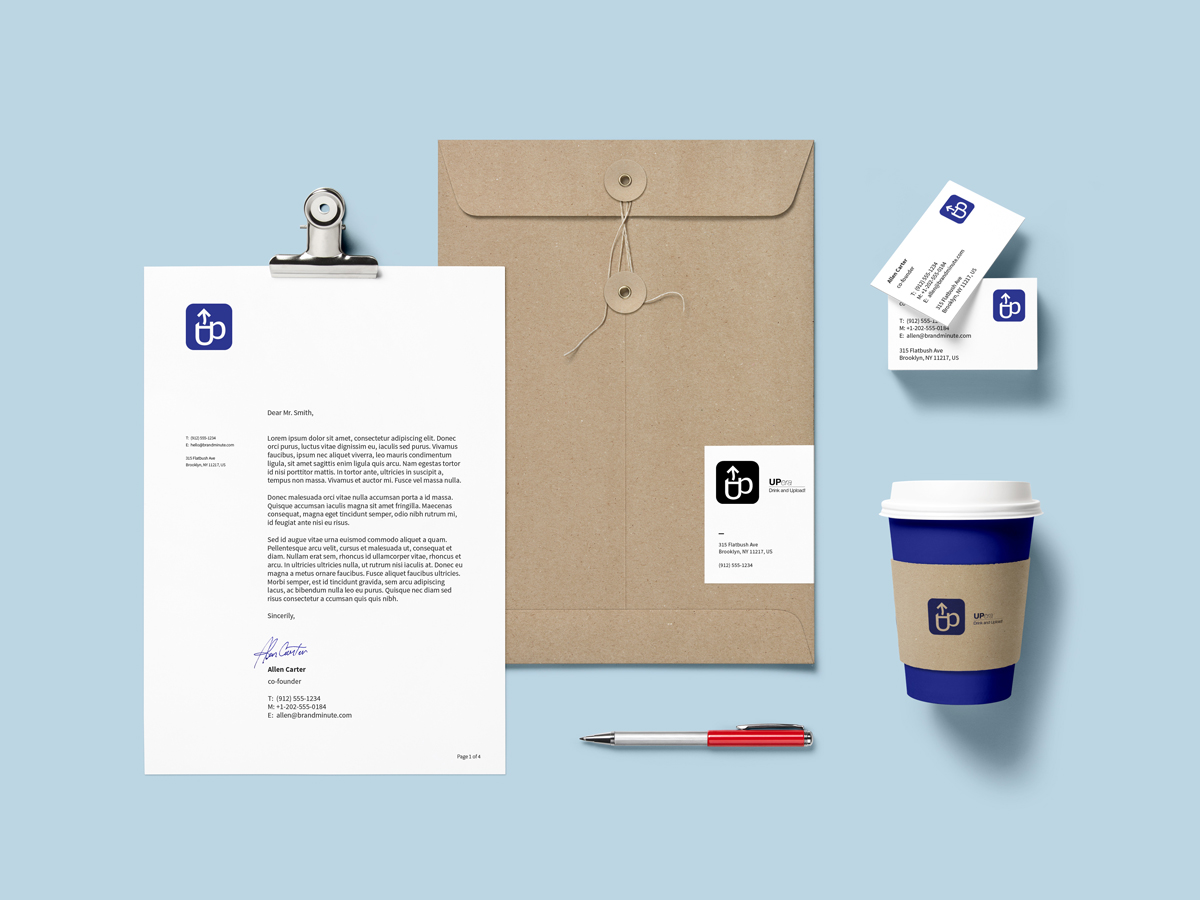 Up
Dear Mr. Smith,
T: (912) 555-1234
E: hello@brandminute.com
315 Flatbush Ave
Brooklyn, NY 11217, US
Lorem ipsum dolor sit amet, consectetur adipiscing elit. Donec
orci purus, luctus vitae dignissim eu, iaculis sed purus. Vivamus
faucibus, ipsum nec aliquet viverra, leo mauris condimentum
ligula, sit amet sagittis enim ligula quis arcu. Nam egestas tortor
id nisi porttitor mattis. In tortor ante, ultricies in suscipit a,
tempus non massa. Vivamus et auctor mi. Fusce vel massa nulla.
Donec malesuada orci vitae nulla accumsan porta a id massa.
Quisque accumsan iaculis magna sit amet fringilla. Maecenas
consequat, magna eget tincidunt semper, odio nibh rutrum mi,
id feugiat ante nisi eu risus.
Sed id augue vitae urna euismod commodo aliquet a quam.
Pellentesque arcu velit, cursus et malesuada ut, consequat et
diam. Nullam erat sem, rhoncus id ullamcorper vitae, rhoncus et
arcu. In ultricies ultricies nulla, ut rutrum nisi iaculis at. Donec eu
magna a metus ornare faucibus. Fusce aliquet faucibus ultricies.
Morbi semper, est id tincidunt gravida, sem arcu adipiscing
lacus, ac bibendum nulla leo eu purus. Quisque nec diam sed
risus consectetur a ccumsan quis quis nibh.
Sincerily,
Allen Carter
co-founder
T: (912) 555-1234
M: +1-202-555-0184
E: allen@brandminute.com
Page 1 of 4
Up
Drink and Upload!
315 Flatbush Ave
Brooklyn, NY 11217, US
(912) 555-1234
Allen Carter
co-founder
T: (912) 555-1234
M: +1-202-555-0184
E: allen@brandminute.com
315 Flatbush Ave
Brooklyn, NY 11217, US
Up
T: (912) 555-12
M: +1-202-555-0184
E: allen@brandminute.com
315 Flatbush Ave
Brooklyn, NY 11217, US
Up
Drink and Upload!